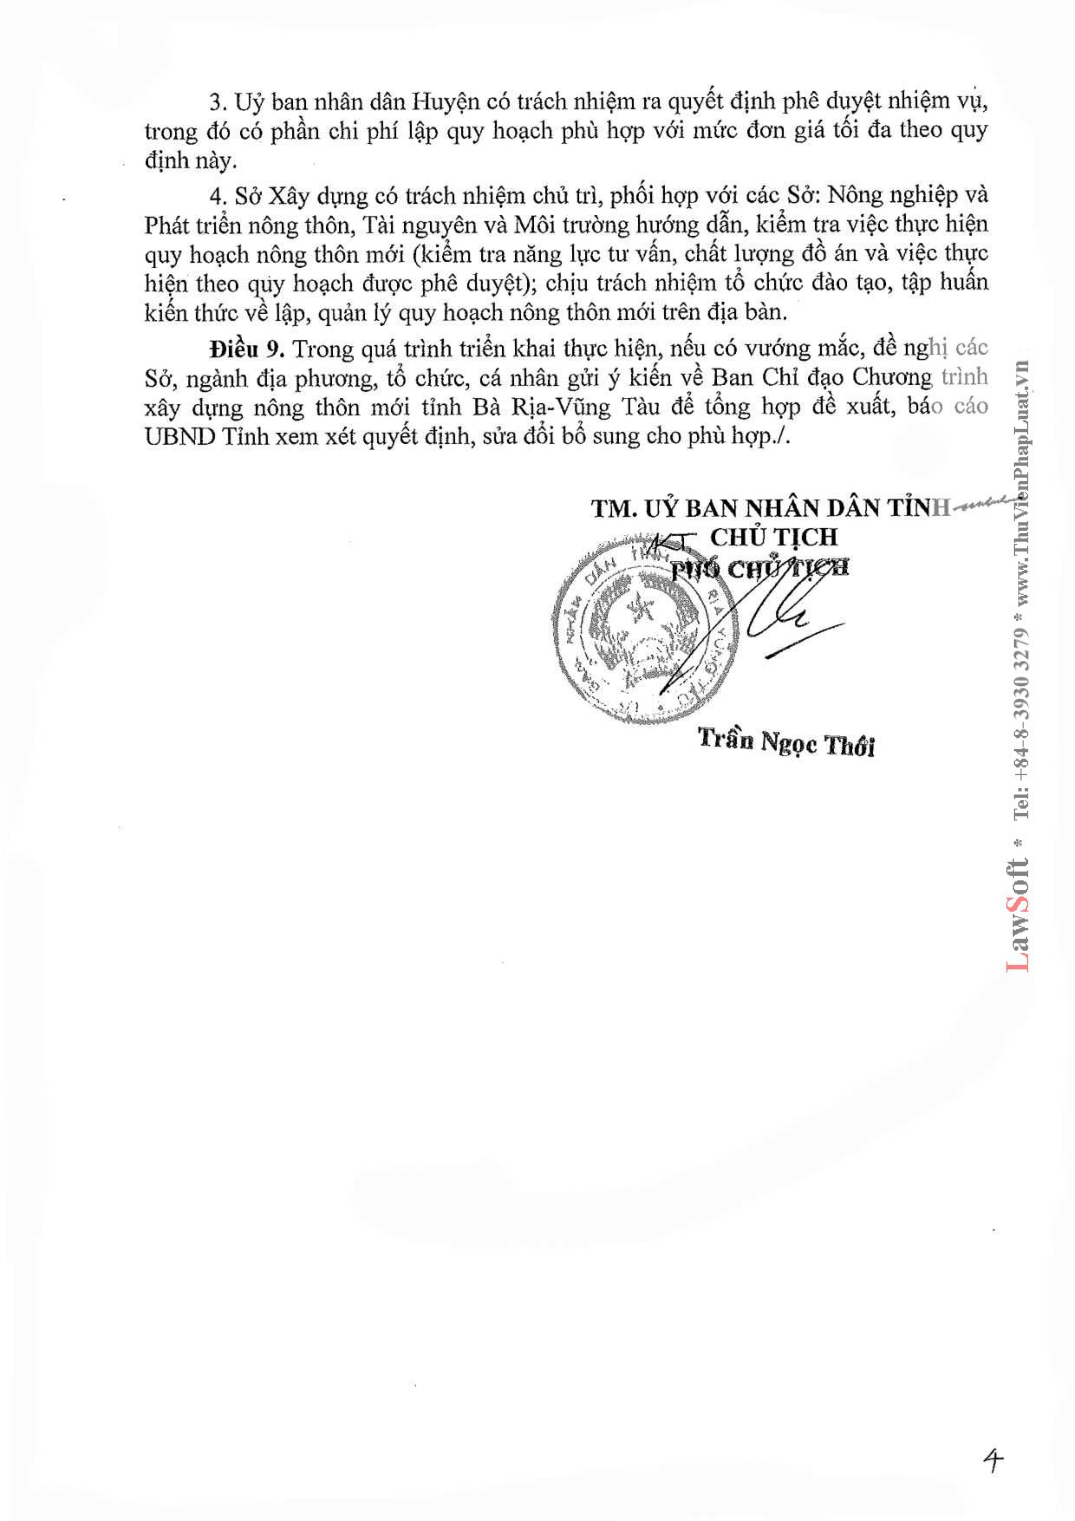 3. Uỷ ban nhân dân Huyện có trách nhiệm ra quyết định phê duyệt nhiệm vụ,
trong đó có phần chi phí lập quy hoạch phù hợp với mức đơn giá tối đa theo quy
định này.
4. Sở Xây dựng có trách nhiệm chủ trì, phối hợp với các Sở: Nông nghiệp và
Phát triển nông thôn, Tài nguyên và Môi trường hướng dẫn, kiểm tra việc thực hiện
quy hoạch nông thôn mới (kiểm tra năng lực tư vấn, chất lượng đồ án và việc thực
hiện theo quy hoạch được phê duyệt); chịu trách nhiệm tổ chức đào tạo, tập huấn
kiến thức về lập, quản lý quy hoạch nông thôn mới trên địa bàn.
Điều 9. Trong quá trình triển khai thực hiện, nếu có vướng mắc, đề nghị các
Sở, ngành địa phương, tổ chức, cá nhân gửi ý kiến về Ban Chỉ đạo Chương trình
xây dựng nông thôn mới tỉnh Bà Rịa-Vũng Tàu để tổng hợp đề xuất, báo cáo
UBND Tỉnh xem xét quyết định, sửa đổi bổ sung cho phù hợp./.
TM. UỶ BAN NHÂN DÂN TỈNH
KT. CHỦ TỊCH
PHÓ CHỦ TỊCH
Trần Ngọc Thới
LawSoft * Tel: +84-8-3930 3279 * www.ThuVienPhapLuat.vn
4